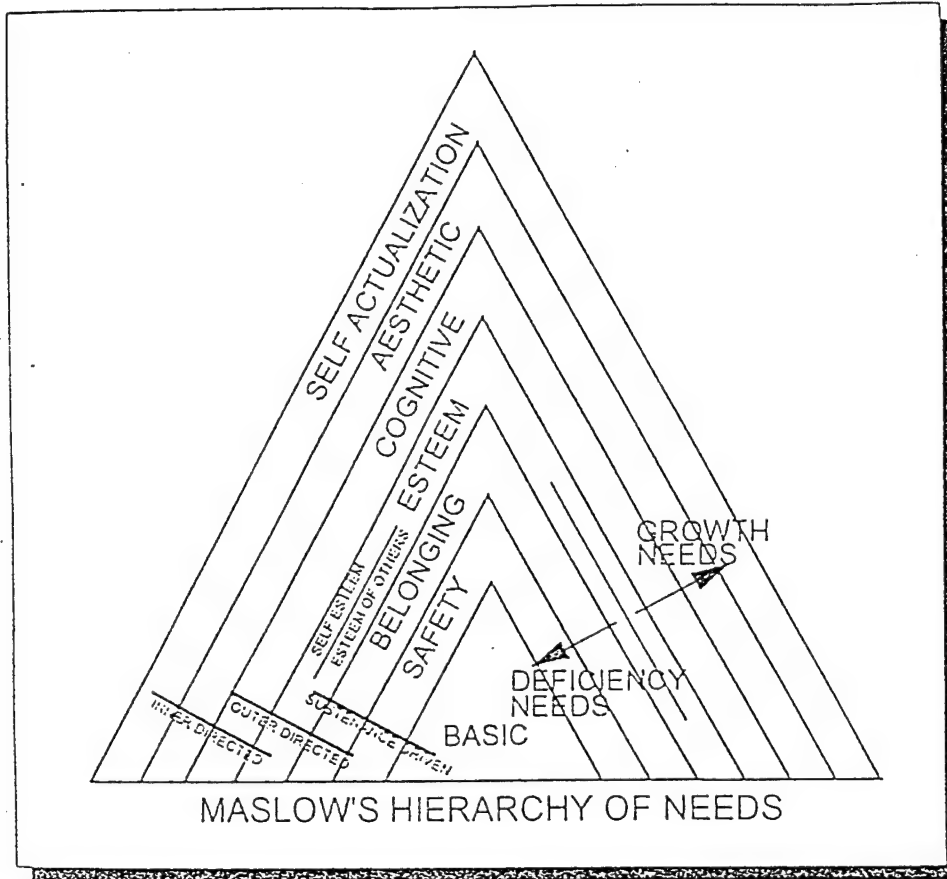 SELF ACTUALIZATION
AESTHETIC
COGNITIVE
ESTEEM
SELF ESTEEM
ESTEEM OF OTHERS
BELONGING
SAFETY
GROWTH
NEEDS
DEFICIENCY
NEEDS
INNER DIRECTED
OUTER DIRECTED
SUSTENANCE DRIVEN
BASIC
MASLOW'S HIERARCHY OF NEEDS